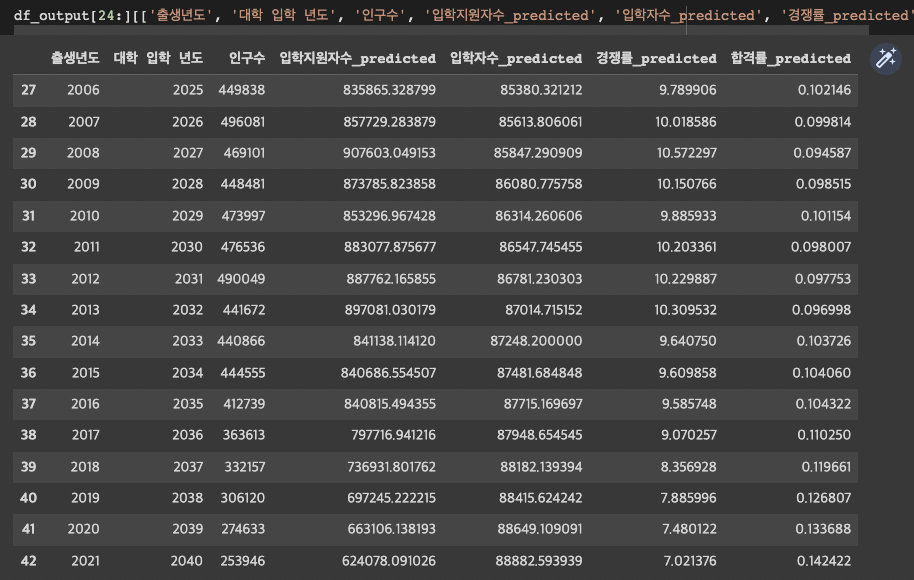 df_output[24:][['출생년도', '대학 입학 년도', '인구수', '입학지원자수_predicted', '입학자수_predicted', '경쟁률_predicted'
출생년도 대학 입학 년도 인구수 입학지원자수_predicted 입학자수_predicted 경쟁률_predicted 합격률_predicted
27 2006 2025 449838 835865.328799 85380.321212 9.789906 0.102146
28 2007 2026 496081 857729.283879 85613.806061 10.018586 0.099814
29 2008 2027 469101 907603.049153 85847.290909 10.572297 0.094587
30 2009 2028 448481 873785.823858 86080.775758 10.150766 0.098515
31 2010 2029 473997 853296.967428 86314.260606 9.885933 0.101154
32 2011 2030 476536 883077.875677 86547.745455 10.203361 0.098007
33 2012 2031 490049 887762.165855 86781.230303 10.229887 0.097753
34 2013 2032 441672 897081.030179 87014.715152 10.309532 0.096998
35 2014 2033 440866 841138.114120 87248.200000 9.640750 0.103726
36 2015 2034 444555 840686.554507 87481.684848 9.609858 0.104060
37 2016 2035 412739 840815.494355 87715.169697 9.585748 0.104322
38 2017 2036 363613 797716.941216 87948.654545 9.070257 0.110250
39 2018 2037 332157 736931.801762 88182.139394 8.356928 0.119661
40 2019 2038 306120 697245.222215 88415.624242 7.885996 0.126807
41 2020 2039 274633 663106.138193 88649.109091 7.480122 0.133688
42 2021 2040 253946 624078.091026 88882.593939 7.021376 0.142422